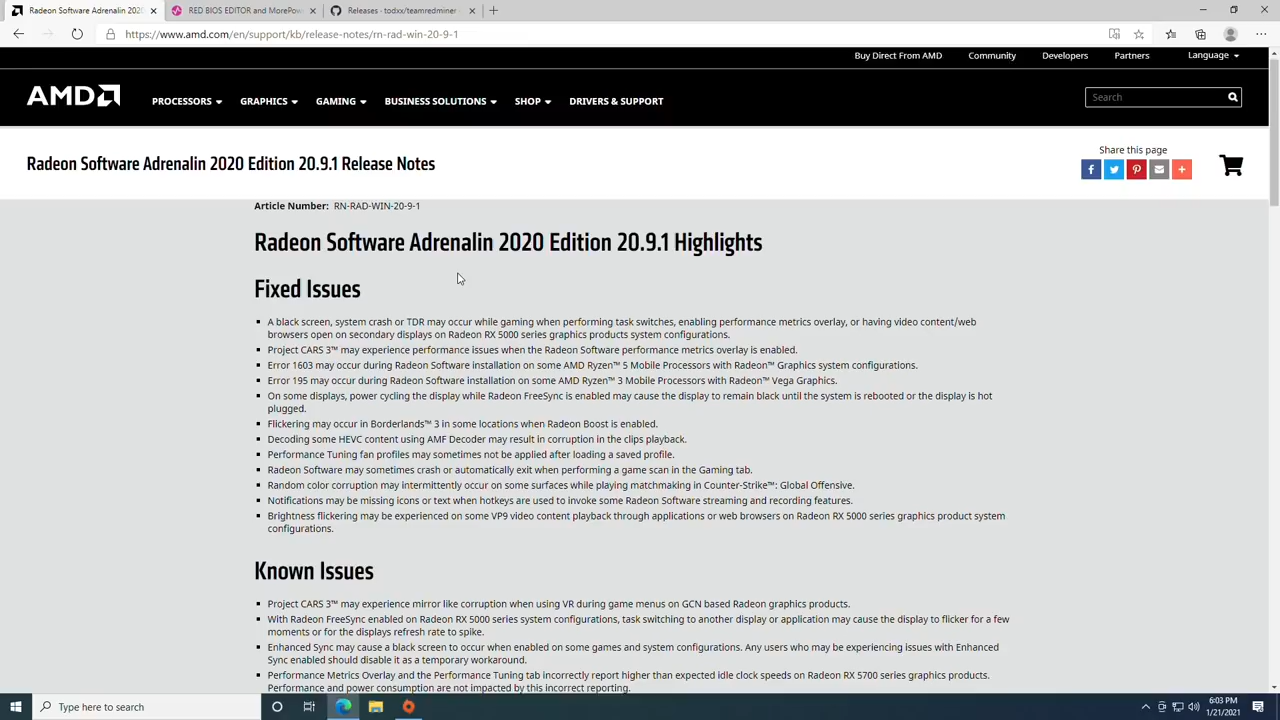 Radeon Software Adrenalin 2020
RED BIOS EDITOR and MorePow
Releases · todxx/teamredminer
https://www.amd.com/en/support/kb/release-notes/rn-rad-win-20-9-1
Buy Direct From AMD
Community
Developers
Partners
Language
AMD
PROCESSORS
GRAPHICS
GAMING
BUSINESS SOLUTIONS
SHOP
DRIVERS & SUPPORT
Search
Radeon Software Adrenalin 2020 Edition 20.9.1 Release Notes
Share this page
Article Number: RN-RAD-WIN-20-9-1
Radeon Software Adrenalin 2020 Edition 20.9.1 Highlights
Fixed Issues
A black screen, system crash or TDR may occur while gaming when performing task switches, enabling performance metrics overlay, or having video content/web
browsers open on secondary displays on Radeon RX 5000 series graphics products system configurations.
Project CARS 3™ may experience performance issues when the Radeon Software performance metrics overlay is enabled.
Error 1603 may occur during Radeon Software installation on some AMD Ryzen™ 5 Mobile Processors with Radeon™ Graphics system configurations.
Error 195 may occur during Radeon Software installation on some AMD Ryzen™ 3 Mobile Processors with Radeon™ Vega Graphics.
On some displays, power cycling the display while Radeon FreeSync is enabled may cause the display to remain black until the system is rebooted or the display is hot
plugged.
Flickering may occur in Borderlands™ 3 in some locations when Radeon Boost is enabled.
Decoding some HEVC content using AMF Decoder may result in corruption in the clips playback.
Performance Tuning fan profiles may sometimes not be applied after loading a saved profile.
Radeon Software may sometimes crash or automatically exit when performing a game scan in the Gaming tab.
Random color corruption may intermittently occur on some surfaces while playing matchmaking in Counter-Strike™: Global Offensive.
Notifications may be missing icons or text when hotkeys are used to invoke some Radeon Software streaming and recording features.
Brightness flickering may be experienced on some VP9 video content playback through applications or web browsers on Radeon RX 5000 series graphics product system
configurations.
Known Issues
Project CARS 3™ may experience mirror like corruption when using VR during game menus on GCN based Radeon graphics products.
With Radeon FreeSync enabled on Radeon RX 5000 series system configurations, task switching to another display or application may cause the display to flicker for a few
moments or for the displays refresh rate to spike.
Enhanced Sync may cause a black screen to occur when enabled on some games and system configurations. Any users who may be experiencing issues with Enhanced
Sync enabled should disable it as a temporary workaround.
Performance Metrics Overlay and the Performance Tuning tab incorrectly report higher than expected idle clock speeds on Radeon RX 5700 series graphics products.
Performance and power consumption are not impacted by this incorrect reporting.
Type here to search
6:03 PM
1/21/2021